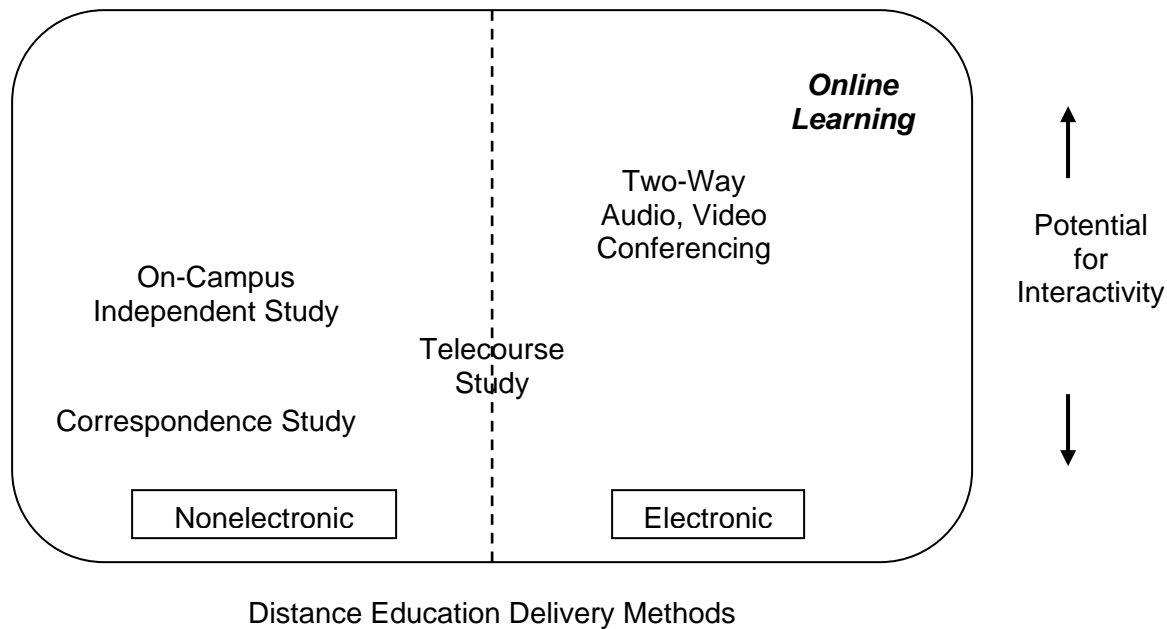 Online
Learning
Two-Way
Audio, Video
Conferencing
Potential
for
Interactivity
On-Campus
Independent Study
Telecourse
Study
Correspondence Study
Nonelectronic
Electronic
Distance Education Delivery Methods